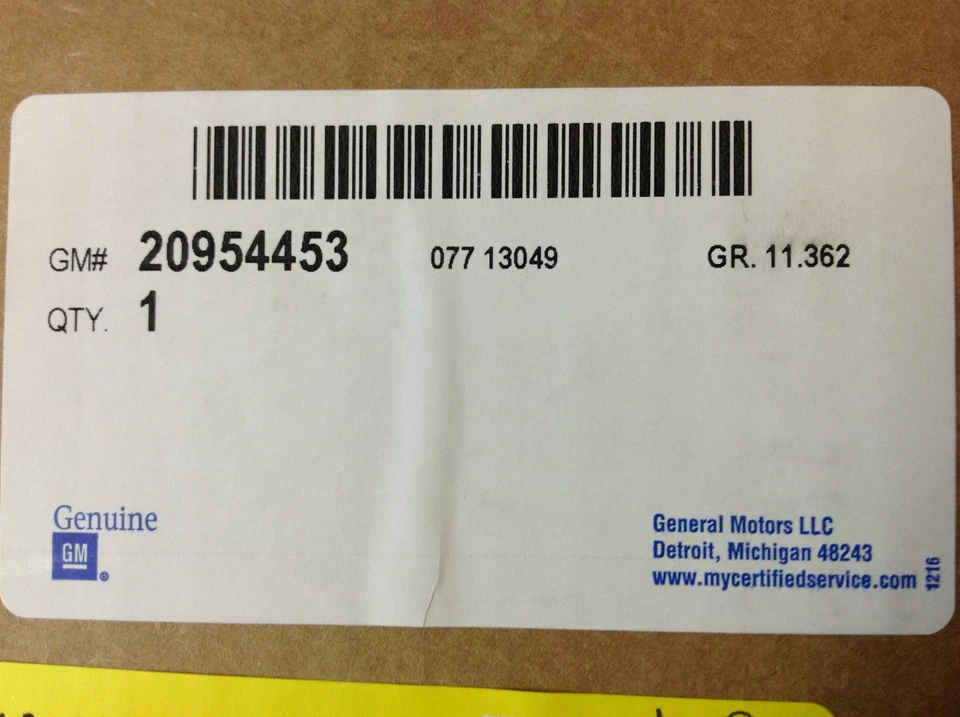 GM# 20954453 077 13049 GR. 11.362
QTY. 1
Genuine
GM
®
General Motors LLC
Detroit, Michigan 48243
www.mycertifiedservice.com
1216